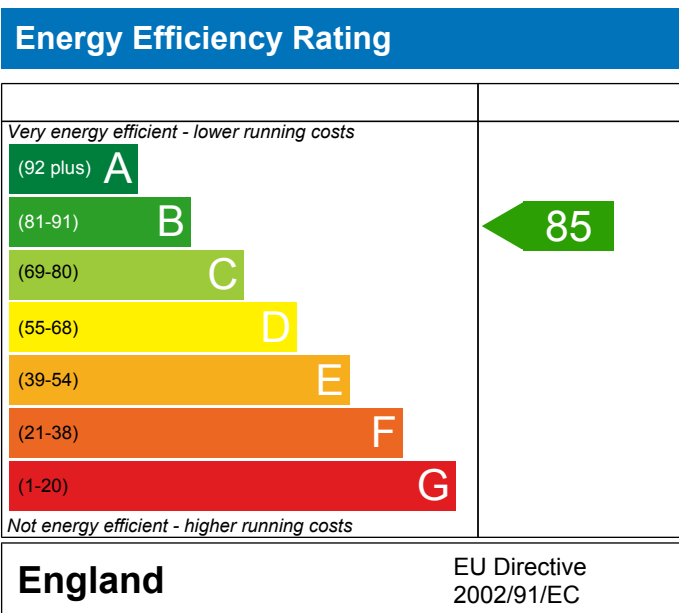 Energy Efficiency Rating
Very energy efficient - lower running costs
(92 plus) A
(81-91) B
85
(69-80) C
(55-68) D
(39-54) E
(21-38) F
(1-20) G
Not energy efficient - higher running costs
England
EU Directive
2002/91/EC